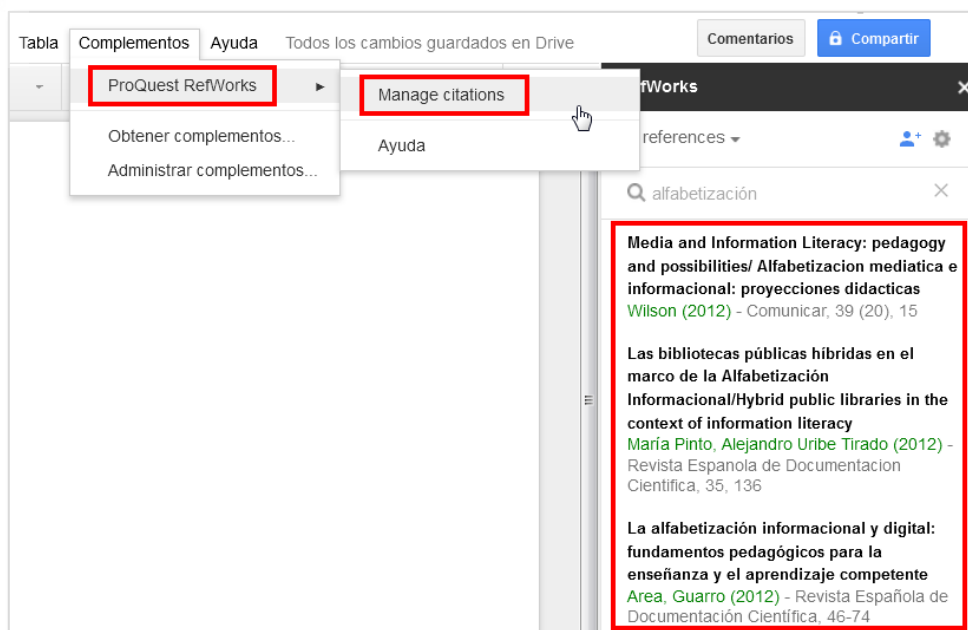 Tabla Complementos Ayuda Todos los cambios guardados en Drive Comentarios Compartir
ProQuest RefWorks
Manage citations
Obtener complementos...
Ayuda
Administrar complementos...
fWorks
references
alfabetización
Media and Information Literacy: pedagogy
and possibilities/ Alfabetizacion mediatica e
informacional: proyecciones didacticas
Wilson (2012) - Comunicar, 39 (20), 15
Las bibliotecas públicas híbridas en el
marco de la Alfabetización
Informacional/Hybrid public libraries in the
context of information literacy
María Pinto, Alejandro Uribe Tirado (2012) -
Revista Espanola de Documentacion
Cientifica, 35, 136
La alfabetización informacional y digital:
fundamentos pedagógicos para la
enseñanza y el aprendizaje competente
Area, Guarro (2012) - Revista Española de
Documentación Científica, 46-74